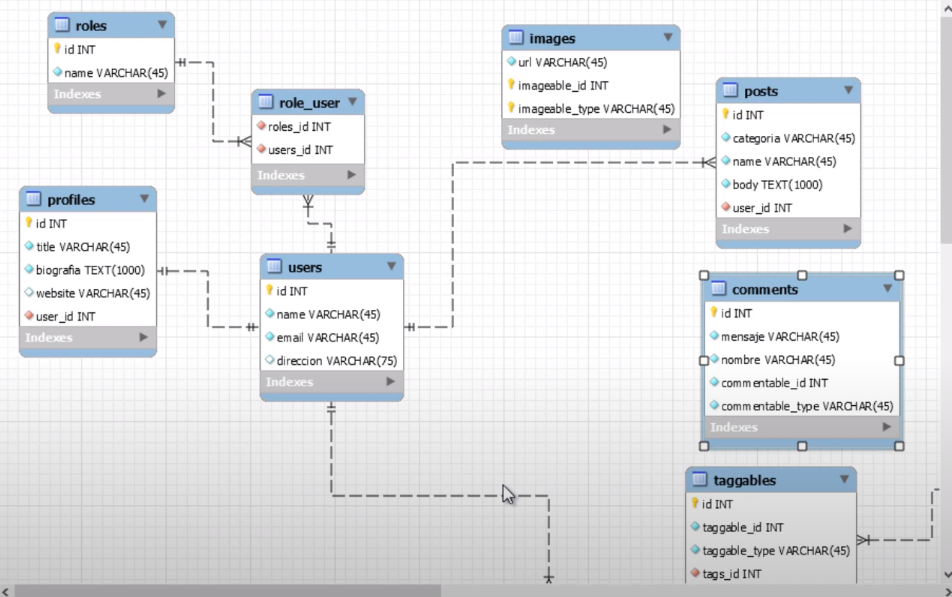 roles
id INT
name VARCHAR(45)
Indexes
role_user
roles_id INT
users_id INT
Indexes
images
url VARCHAR(45)
imageable_id INT
imageable_type VARCHAR(45)
Indexes
posts
id INT
categoria VARCHAR(45)
name VARCHAR(45)
body TEXT(1000)
user_id INT
Indexes
profiles
id INT
title VARCHAR(45)
biografia TEXT(1000)
website VARCHAR(45)
user_id INT
Indexes
users
id INT
name VARCHAR(45)
email VARCHAR(45)
direccion VARCHAR(75)
Indexes
comments
id INT
mensaje VARCHAR(45)
nombre VARCHAR(45)
commentable_id INT
commentable_type VARCHAR(45)
Indexes
taggables
id INT
taggable_id INT
taggable_type VARCHAR(45)
tags_id INT